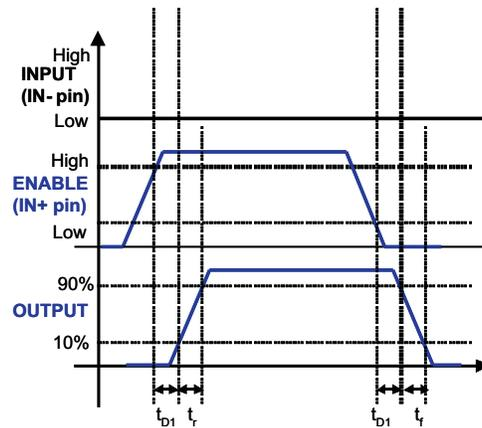 High
INPUT
(IN- pin)
Low
High
ENABLE
(IN+ pin)
Low
90%
OUTPUT
10%
tD1 tr tD1 tf